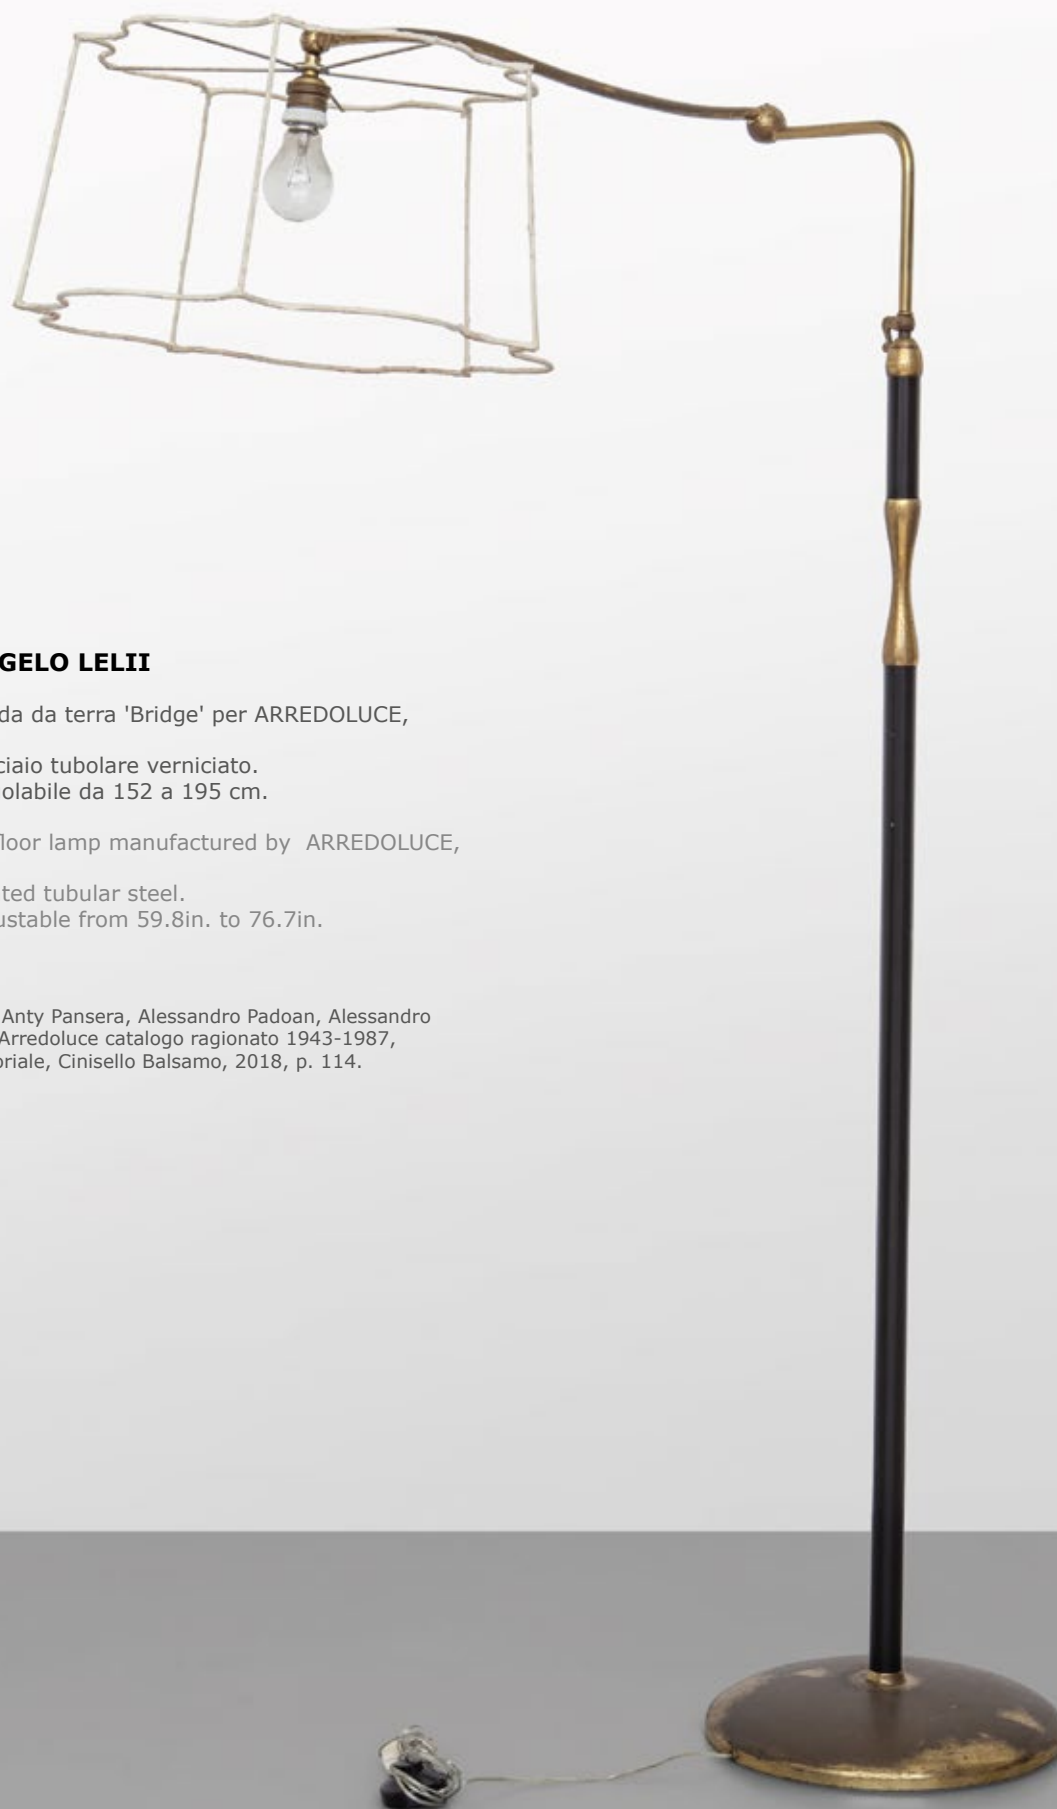 GELO LELII
da da terra 'Bridge' per ARREDOLUCE,
ciaio tubolare verniciato.
olabile da 152 a 195 cm.
floor lamp manufactured by ARREDOLUCE,
ted tubular steel.
ustable from 59.8in. to 76.7in.
Anty Pansera, Alessandro Padoan, Alessandro
Arredoluce catalogo ragionato 1943-1987,
oriale, Cinisello Balsamo, 2018, p. 114.